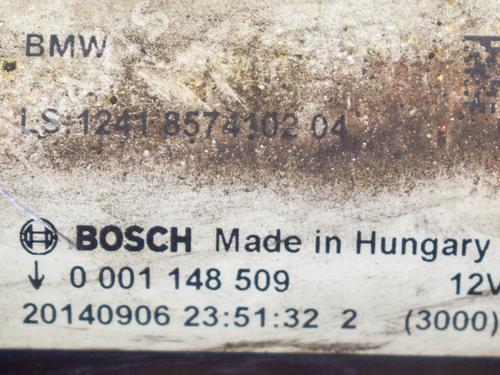 BMW
LS:1241 8574102 04
BOSCH Made in Hungary
0 001 148 509 12V
20140906 23:51:32 2 (3000)